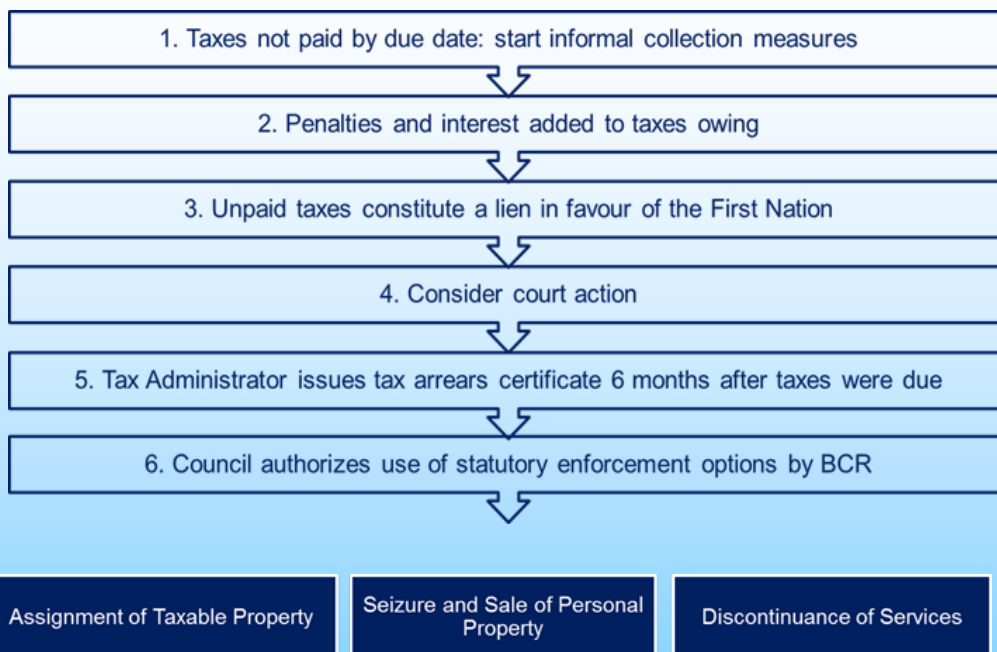 1. Taxes not paid by due date: start informal collection measures
2. Penalties and interest added to taxes owing
3. Unpaid taxes constitute a lien in favour of the First Nation
4. Consider court action
5. Tax Administrator issues tax arrears certificate 6 months after taxes were due
6. Council authorizes use of statutory enforcement options by BCR
Assignment of Taxable Property
Seizure and Sale of Personal
Property
Discontinuance of Services